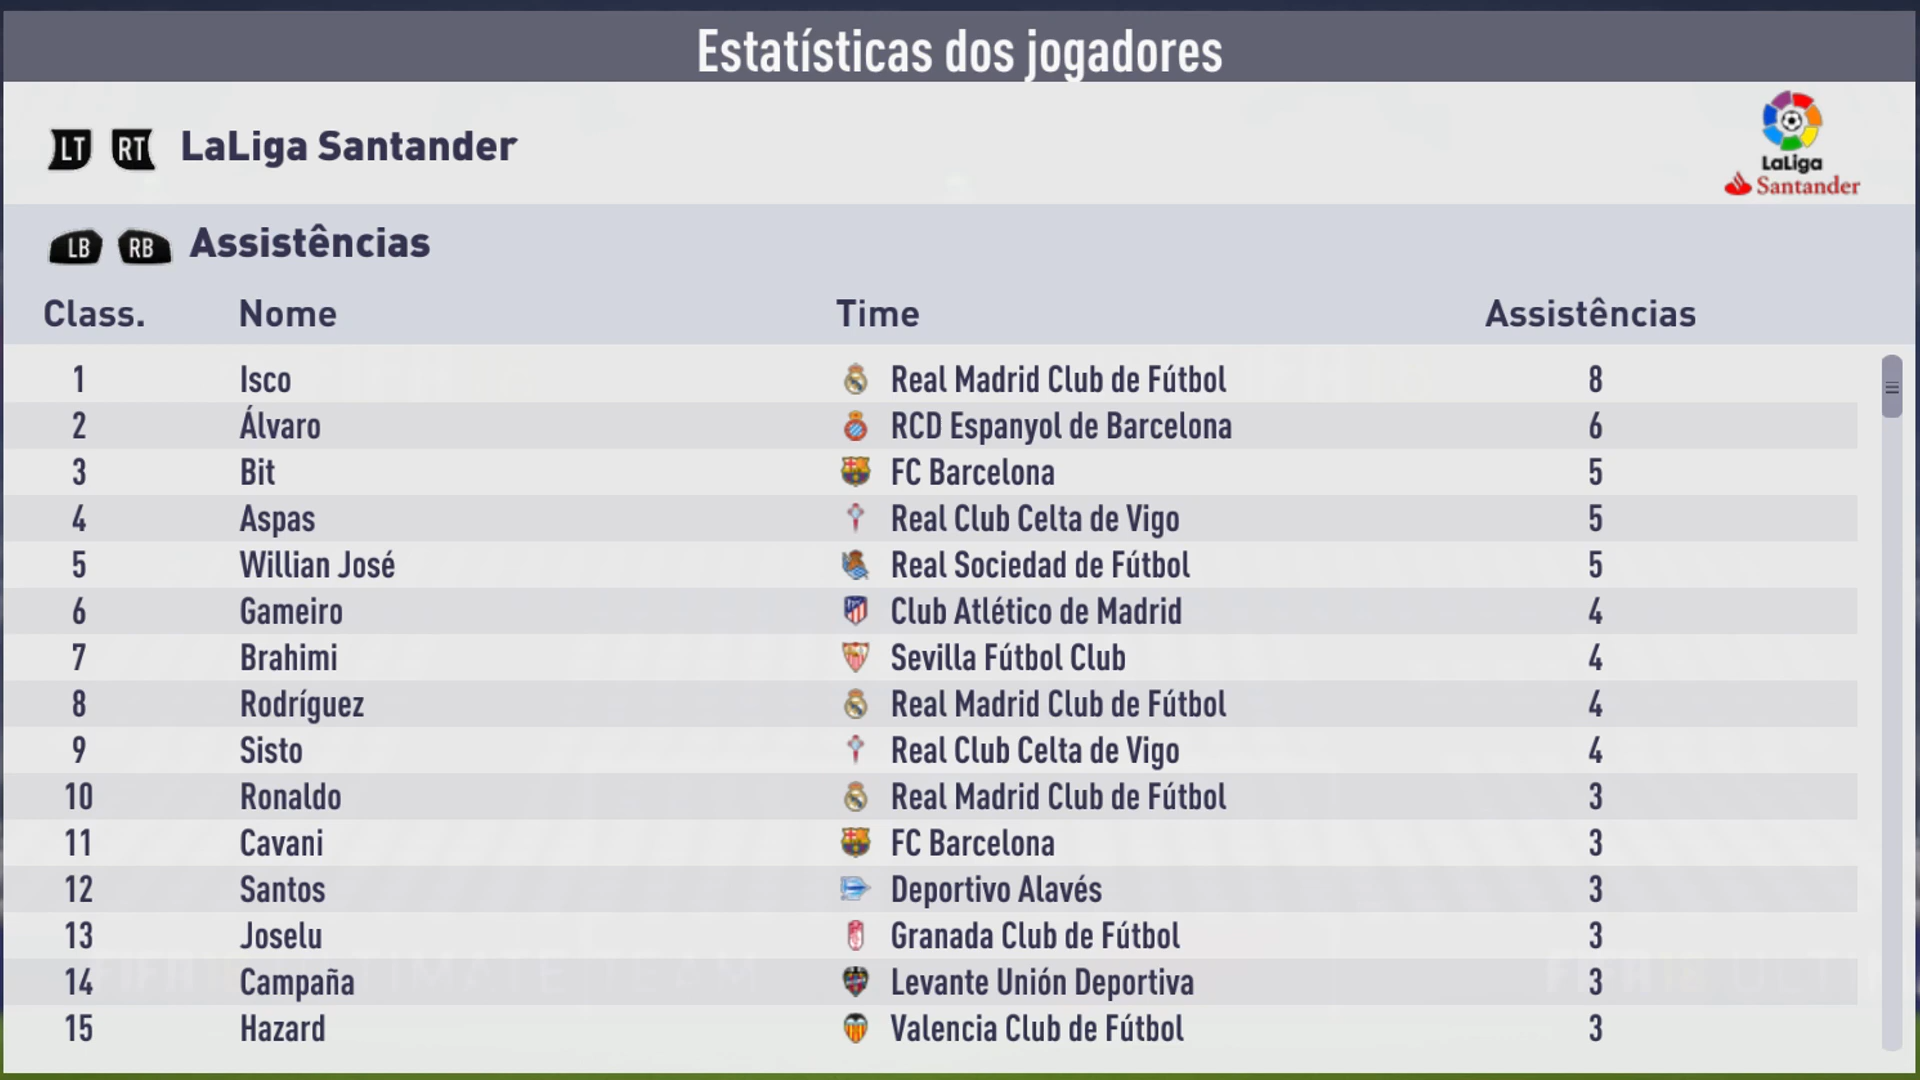 Estatísticas dos jogadores
LT RT LaLiga Santander
LaLiga
Santander
LB RB Assistências
Class. Nome Time Assistências
1 Isco Real Madrid Club de Fútbol 8
2 Álvaro RCD Espanyol de Barcelona 6
3 Bit FC Barcelona 5
4 Aspas Real Club Celta de Vigo 5
5 Willian José Real Sociedad de Fútbol 5
6 Gameiro Club Atlético de Madrid 4
7 Brahimi Sevilla Fútbol Club 4
8 Rodríguez Real Madrid Club de Fútbol 4
9 Sisto Real Club Celta de Vigo 4
10 Ronaldo Real Madrid Club de Fútbol 3
11 Cavani FC Barcelona 3
12 Santos Deportivo Alavés 3
13 Joselu Granada Club de Fútbol 3
14 Campaña Levante Unión Deportiva 3
15 Hazard Valencia Club de Fútbol 3